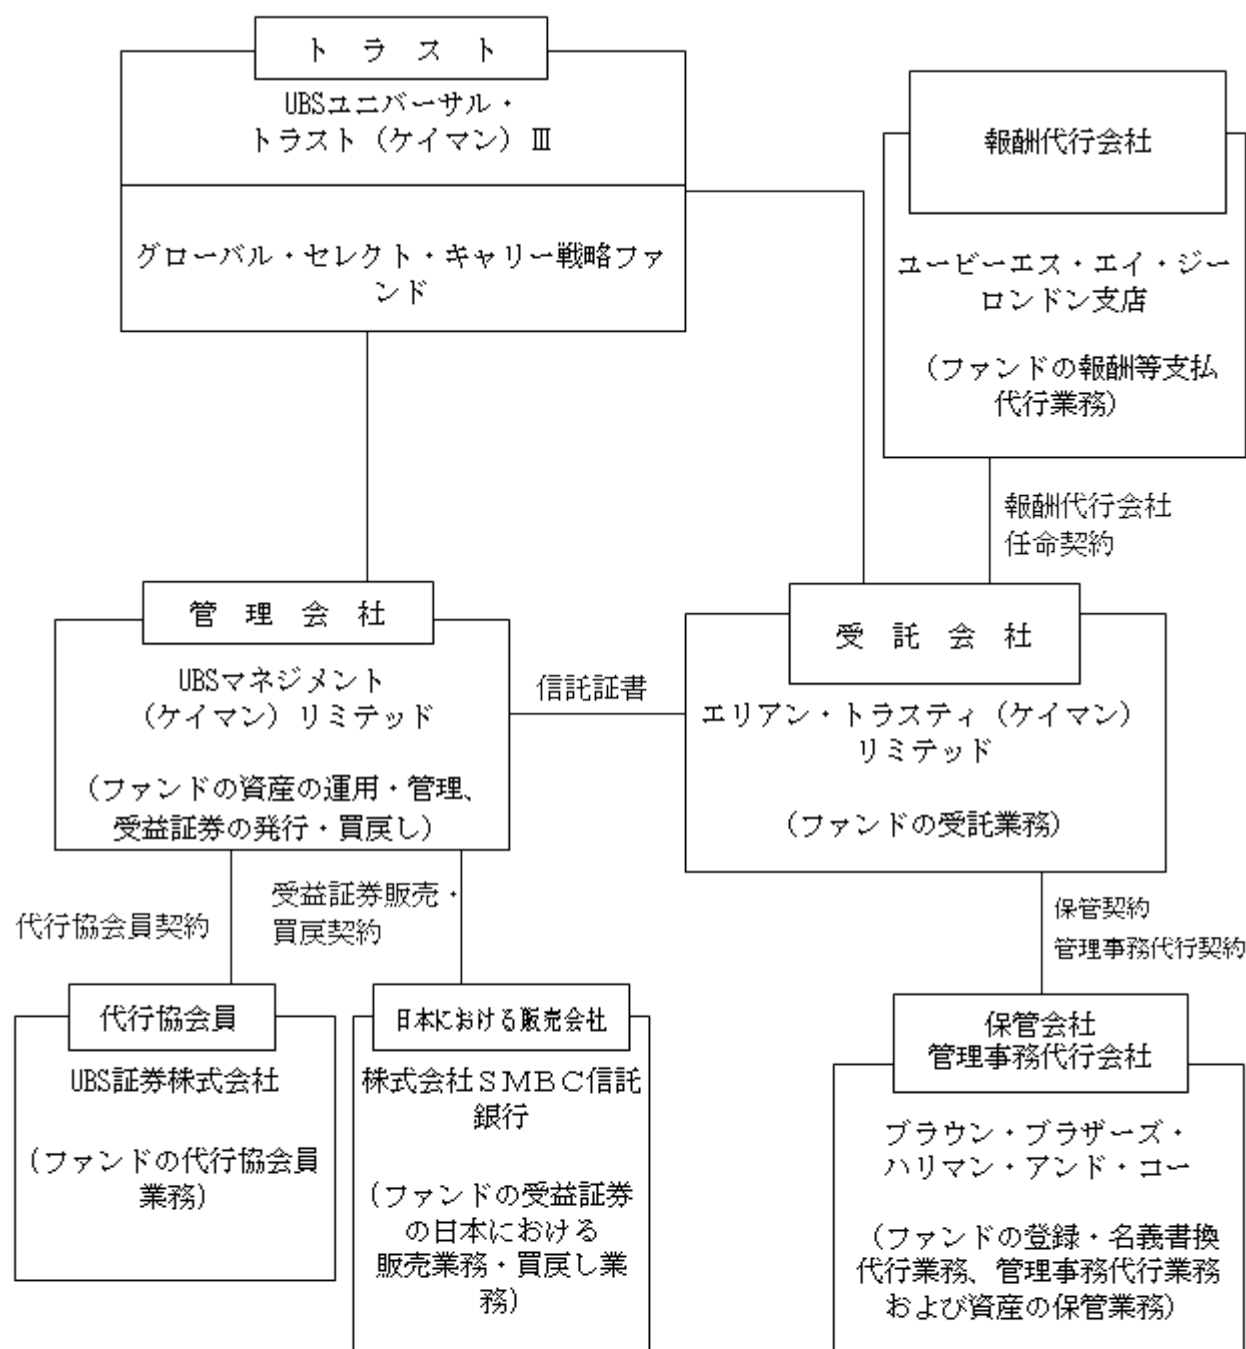 トラスト
UBSユニバーサル・
トラスト（ケイマン）Ⅲ
グローバル・セレクト・キャリー戦略ファ
ンド
報酬代行会社
ユービーエス・エイ・ジー
ロンドン支店
（ファンドの報酬等支払
代行業務）
報酬代行会社
任命契約
管理会社
UBSマネジメント
（ケイマン）リミテッド
（ファンドの資産の運用・管理、
受益証券の発行・買戻し）
信託証書
受託会社
エリアン・トラスティ（ケイマン）
リミテッド
（ファンドの受託業務）
代行協会員契約
受益証券販売・
買戻契約
保管契約
管理事務代行契約
代行協会員
UBS証券株式会社
（ファンドの代行協会員
業務）
日本における販売会社
株式会社ＳＭＢＣ信託
銀行
（ファンドの受益証券
の日本における
販売業務・買戻し業
務）
保管会社
管理事務代行会社
ブラウン・ブラザーズ・
ハリマン・アンド・コー
（ファンドの登録・名義書換
代行業務、管理事務代行業務
および資産の保管業務）